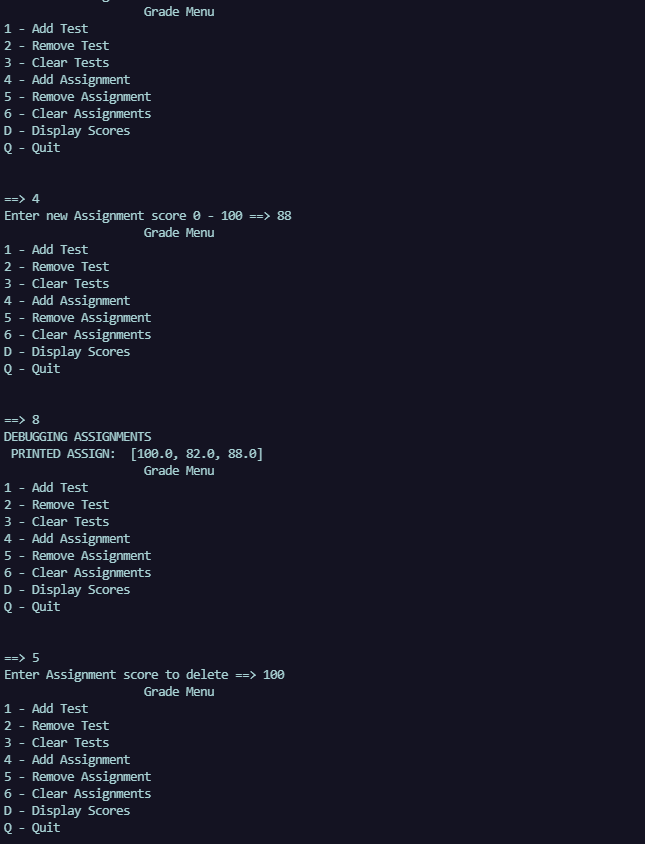 Grade Menu
1 - Add Test
2 - Remove Test
3 - Clear Tests
4 - Add Assignment
5 - Remove Assignment
6 - Clear Assignments
D - Display Scores
Q - Quit
==> 4
Enter new Assignment score 0 - 100 ==> 88
Grade Menu
1 - Add Test
2 - Remove Test
3 - Clear Tests
4 - Add Assignment
5 - Remove Assignment
6 - Clear Assignments
D - Display Scores
Q - Quit
==> 8
DEBUGGING ASSIGNMENTS
PRINTED ASSIGN:  [100.0, 82.0, 88.0]
Grade Menu
1 - Add Test
2 - Remove Test
3 - Clear Tests
4 - Add Assignment
5 - Remove Assignment
6 - Clear Assignments
D - Display Scores
Q - Quit
==> 5
Enter Assignment score to delete ==> 100
Grade Menu
1 - Add Test
2 - Remove Test
3 - Clear Tests
4 - Add Assignment
5 - Remove Assignment
6 - Clear Assignments
D - Display Scores
Q - Quit